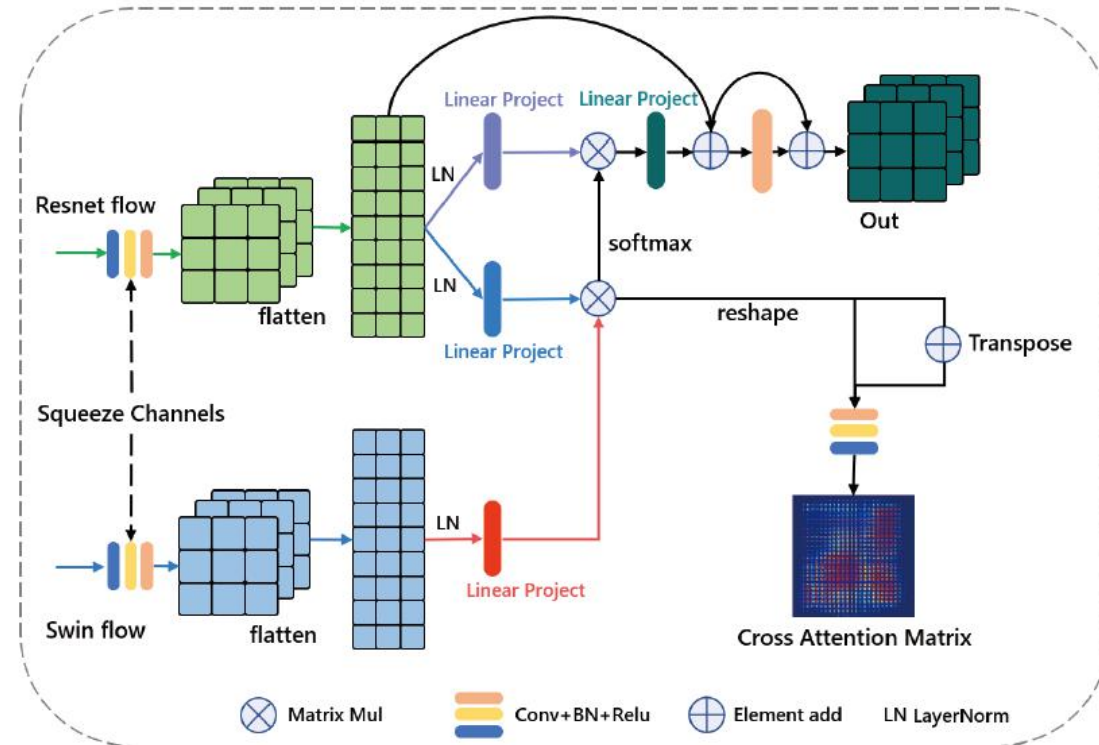 Linear Project
Linear Project
LN
Resnet flow
Out
softmax
LN
flatten
reshape
Linear Project
Transpose
Squeeze Channels
LN
Linear Project
Swin flow
flatten
Cross Attention Matrix
Matrix Mul
Conv+BN+Relu
Element add
LN LayerNorm